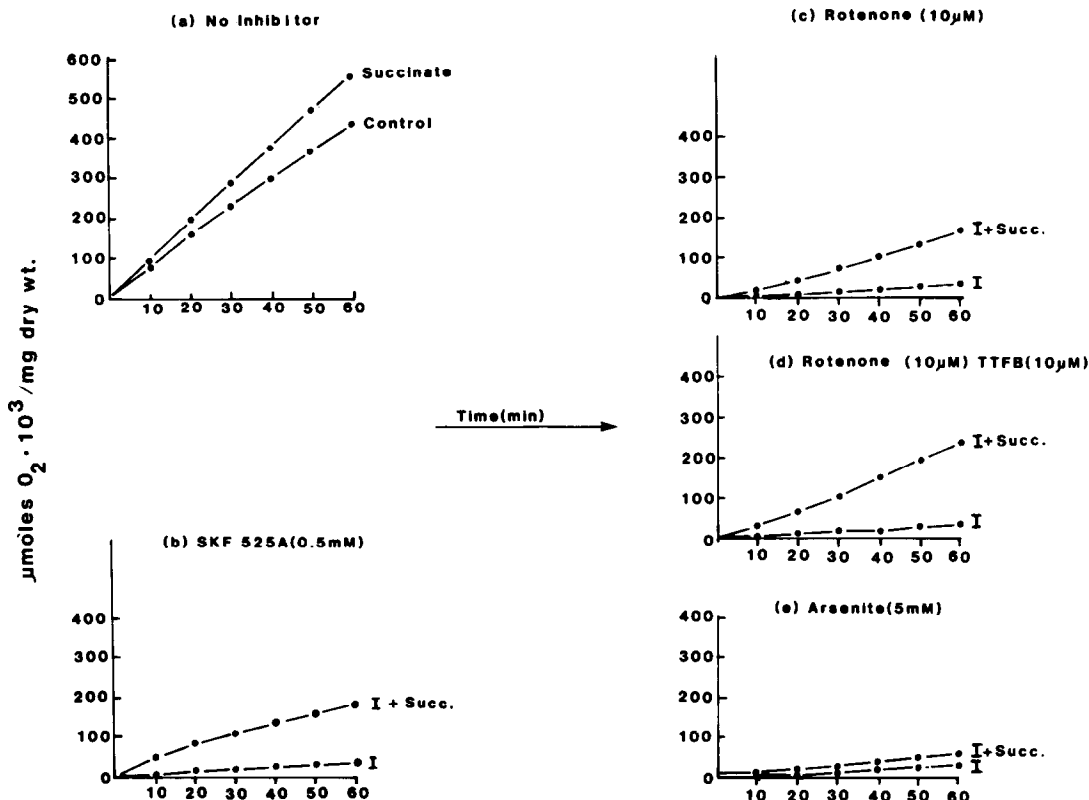 (a) No Inhibitor
600
500
400
300
200
100
0
10 20 30 40 50 60
Succinate
Control
µmoles O2 · 10^3/mg dry wt.
Time(min)
(b) SKF 525A(0.5mM)
400
300
200
100
0
10 20 30 40 50 60
I + Succ.
I
(c) Rotenone (10µM)
400
300
200
100
0
10 20 30 40 50 60
I+Succ.
I
(d) Rotenone (10µM) TTFB(10µM)
400
300
200
100
0
10 20 30 40 50 60
I+Succ.
I
(e) Arsenite(5mM)
400
300
200
100
0
10 20 30 40 50 60
I+Succ.
I